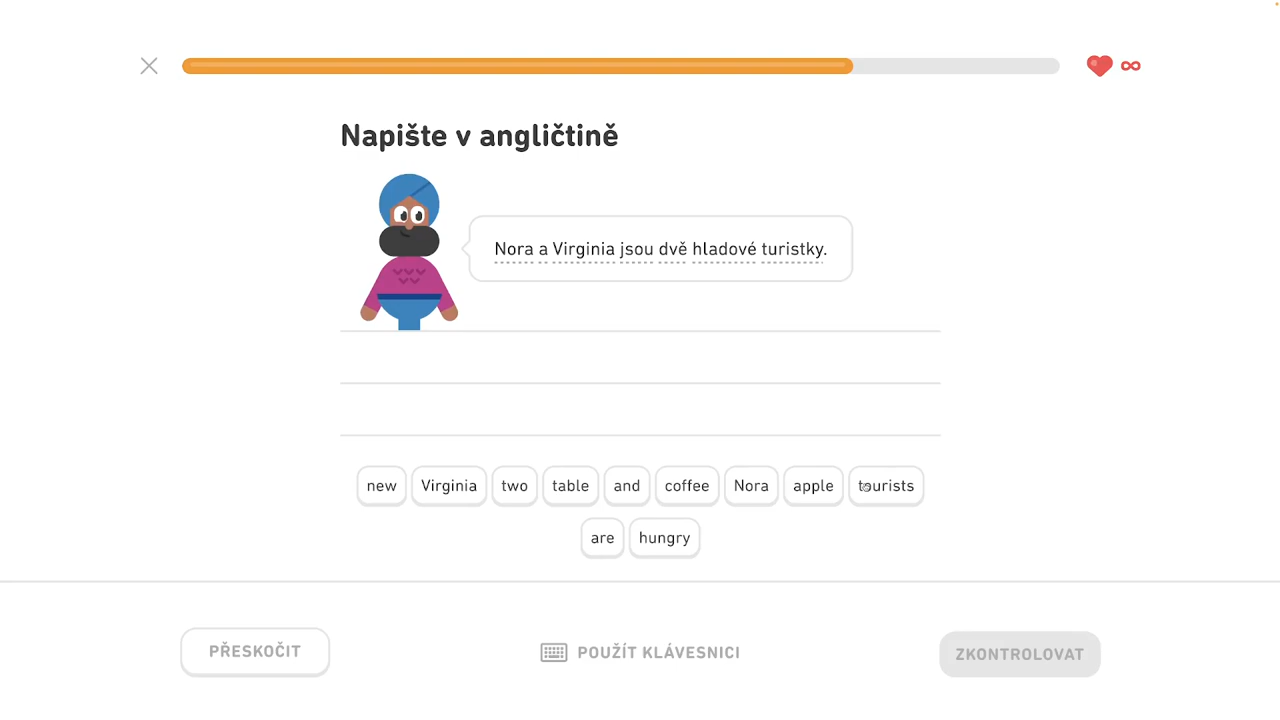 ∞
Napište v angličtině
Nora a Virginia jsou dvě hladové turistky.
new Virginia two table and coffee Nora apple tourists
are hungry
PŘESKOČIT POUŽÍT KLÁVESNICI ZKONTROLOVAT